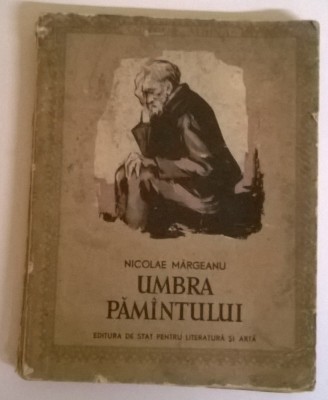 NICOLAE MĂRGEANU
UMBRA
PĂMÎNTULUI
EDITURA DE STAT PENTRU LITERATURĂ ȘI ARTĂ